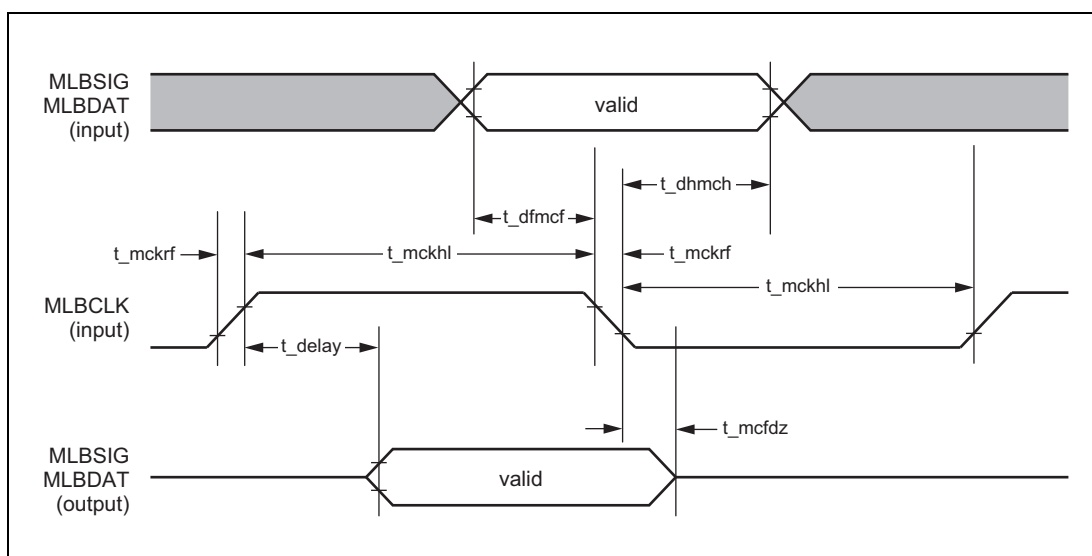 MLBSIG
MLBDAT
(input)
valid
t_dhmch
t_dfmcf
t_mckrf
t_mckhl
t_mckrf
t_mckhl
MLBCLK
(input)
t_delay
t_mcfdz
MLBSIG
MLBDAT
(output)
valid